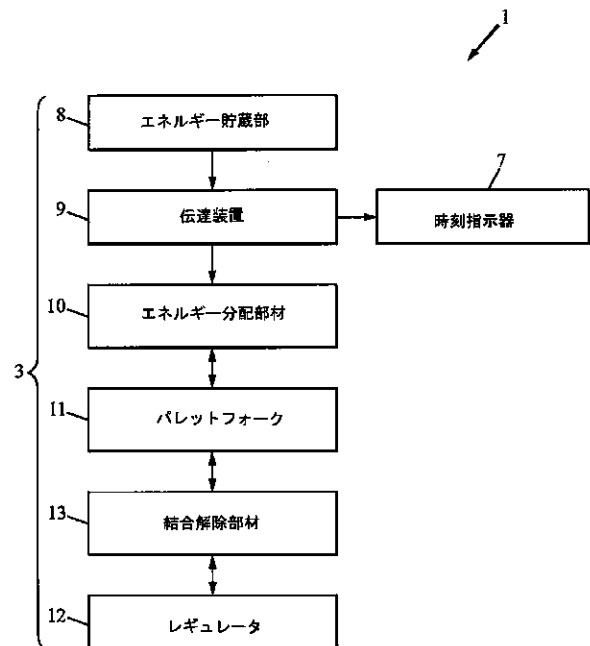 1
8
エネルギー貯蔵部
7
9
伝達装置
時刻指示器
10
エネルギー分配部材
3
11
パレットフォーク
13
結合解除部材
12
レギュレータ